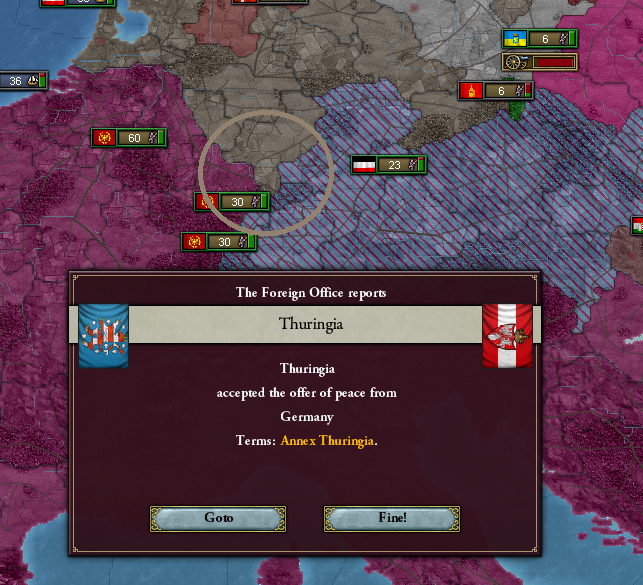 6
36
6
60
23
30
30
The Foreign Office reports
Thuringia
Thuringia
accepted the offer of peace from
Germany
Terms: Annex Thuringia.
Goto
Fine!